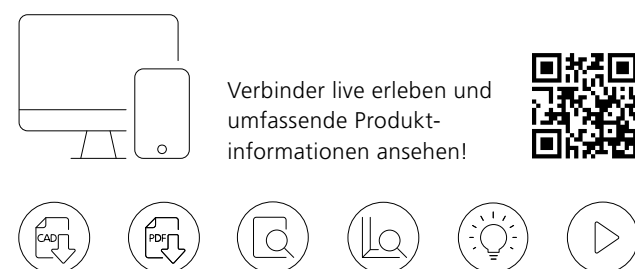 Verbinder live erleben und
umfassende Produkt-
informationen ansehen!
CAD
PDF